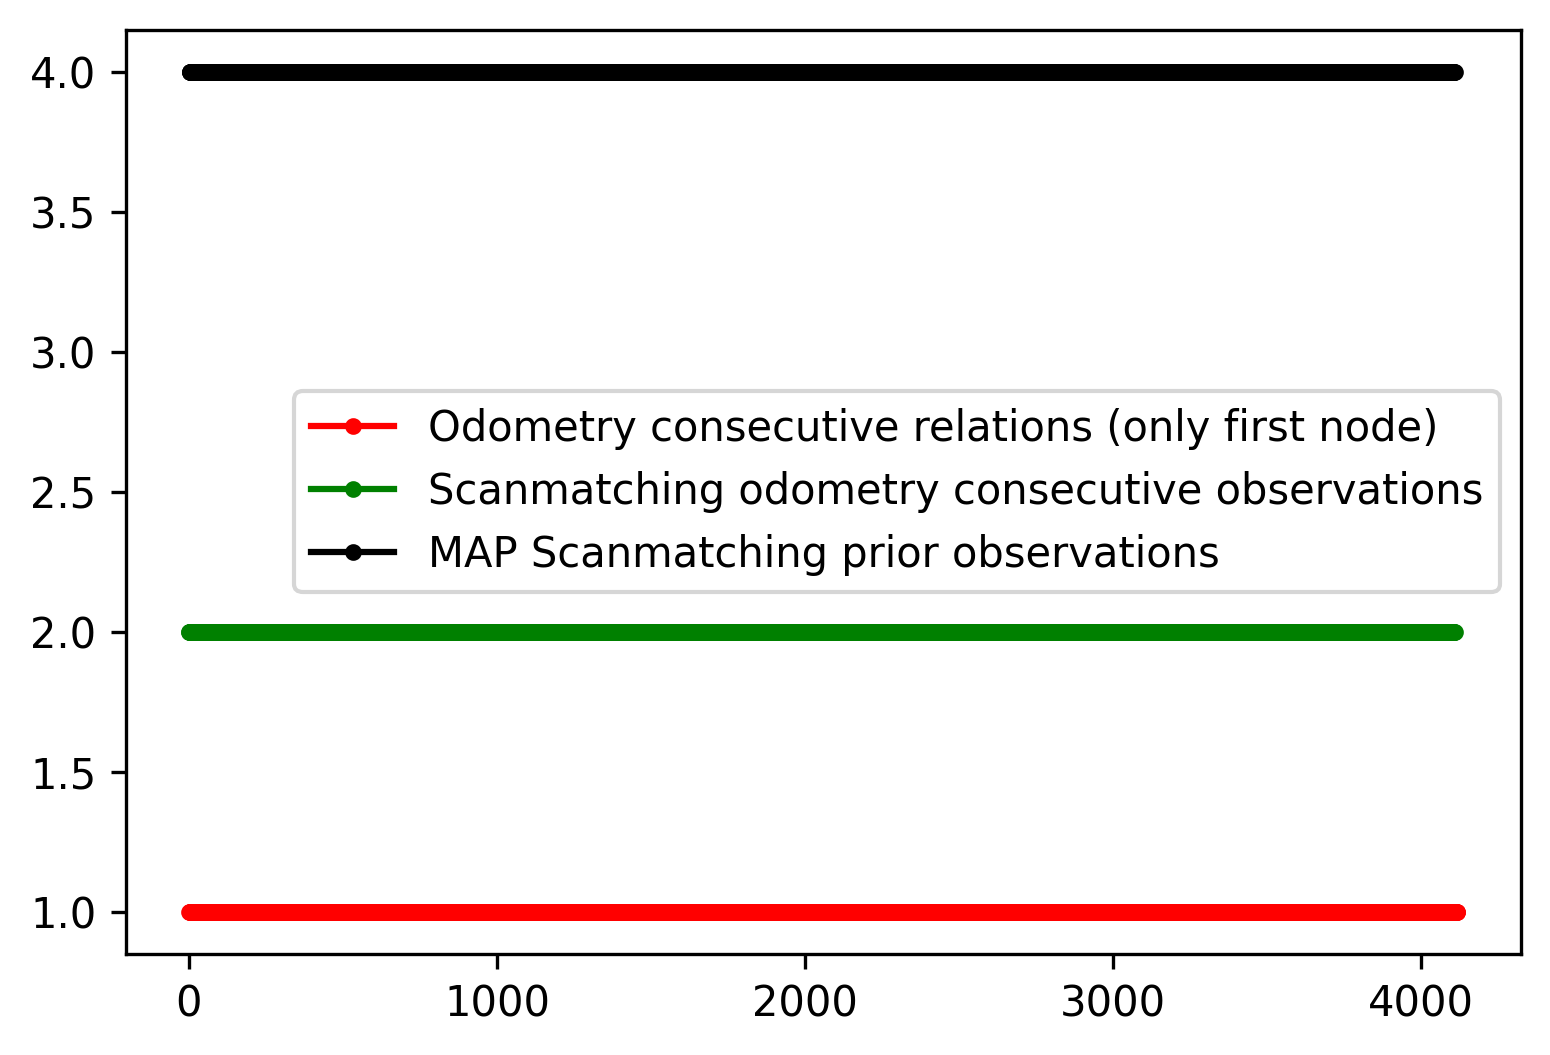 4.0
3.5
3.0
2.5
2.0
1.5
1.0
Odometry consecutive relations (only first node)
Scanmatching odometry consecutive observations
MAP Scanmatching prior observations
0 1000 2000 3000 4000